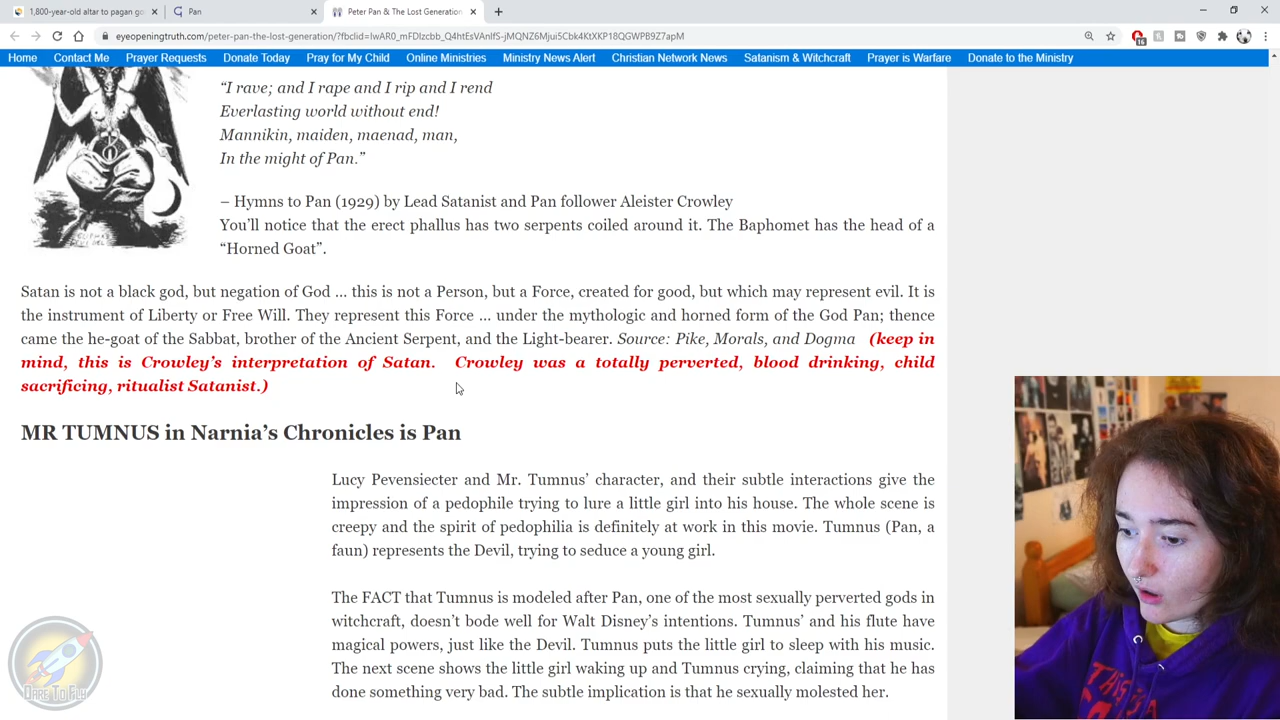 1,800-year-old altar to pagan go
Pan
Peter Pan & The Lost Generation
eyeopeningtruth.com/peter-pan-the-lost-generation/?fbclid=IwAR0_mFDlzcbb_Q4htEsVAnlfS-jMQNZ6Mjui5Cbk4KtXKP18QGWPB9Z7apM
Home Contact Me Prayer Requests Donate Today Pray for My Child Online Ministries Ministry News Alert Christian Network News Satanism & Witchcraft Prayer is Warfare Donate to the Ministry
“I rave; and I rape and I rip and I rend
Everlasting world without end!
Mannikin, maiden, maenad, man,
In the might of Pan.”
– Hymns to Pan (1929) by Lead Satanist and Pan follower Aleister Crowley
You’ll notice that the erect phallus has two serpents coiled around it. The Baphomet has the head of a
“Horned Goat”.
Satan is not a black god, but negation of God … this is not a Person, but a Force, created for good, but which may represent evil. It is
the instrument of Liberty or Free Will. They represent this Force … under the mythologic and horned form of the God Pan; thence
came the he-goat of the Sabbat, brother of the Ancient Serpent, and the Light-bearer. Source: Pike, Morals, and Dogma (keep in
mind, this is Crowley’s interpretation of Satan. Crowley was a totally perverted, blood drinking, child
sacrificing, ritualist Satanist.)
MR TUMNUS in Narnia’s Chronicles is Pan
Lucy Pevensiecter and Mr. Tumnus’ character, and their subtle interactions give the
impression of a pedophile trying to lure a little girl into his house. The whole scene is
creepy and the spirit of pedophilia is definitely at work in this movie. Tumnus (Pan, a
faun) represents the Devil, trying to seduce a young girl.
The FACT that Tumnus is modeled after Pan, one of the most sexually perverted gods in
witchcraft, doesn’t bode well for Walt Disney’s intentions. Tumnus’ and his flute have
magical powers, just like the Devil. Tumnus puts the little girl to sleep with his music.
The next scene shows the little girl waking up and Tumnus crying, claiming that he has
done something very bad. The subtle implication is that he sexually molested her.
DARE TO FLY